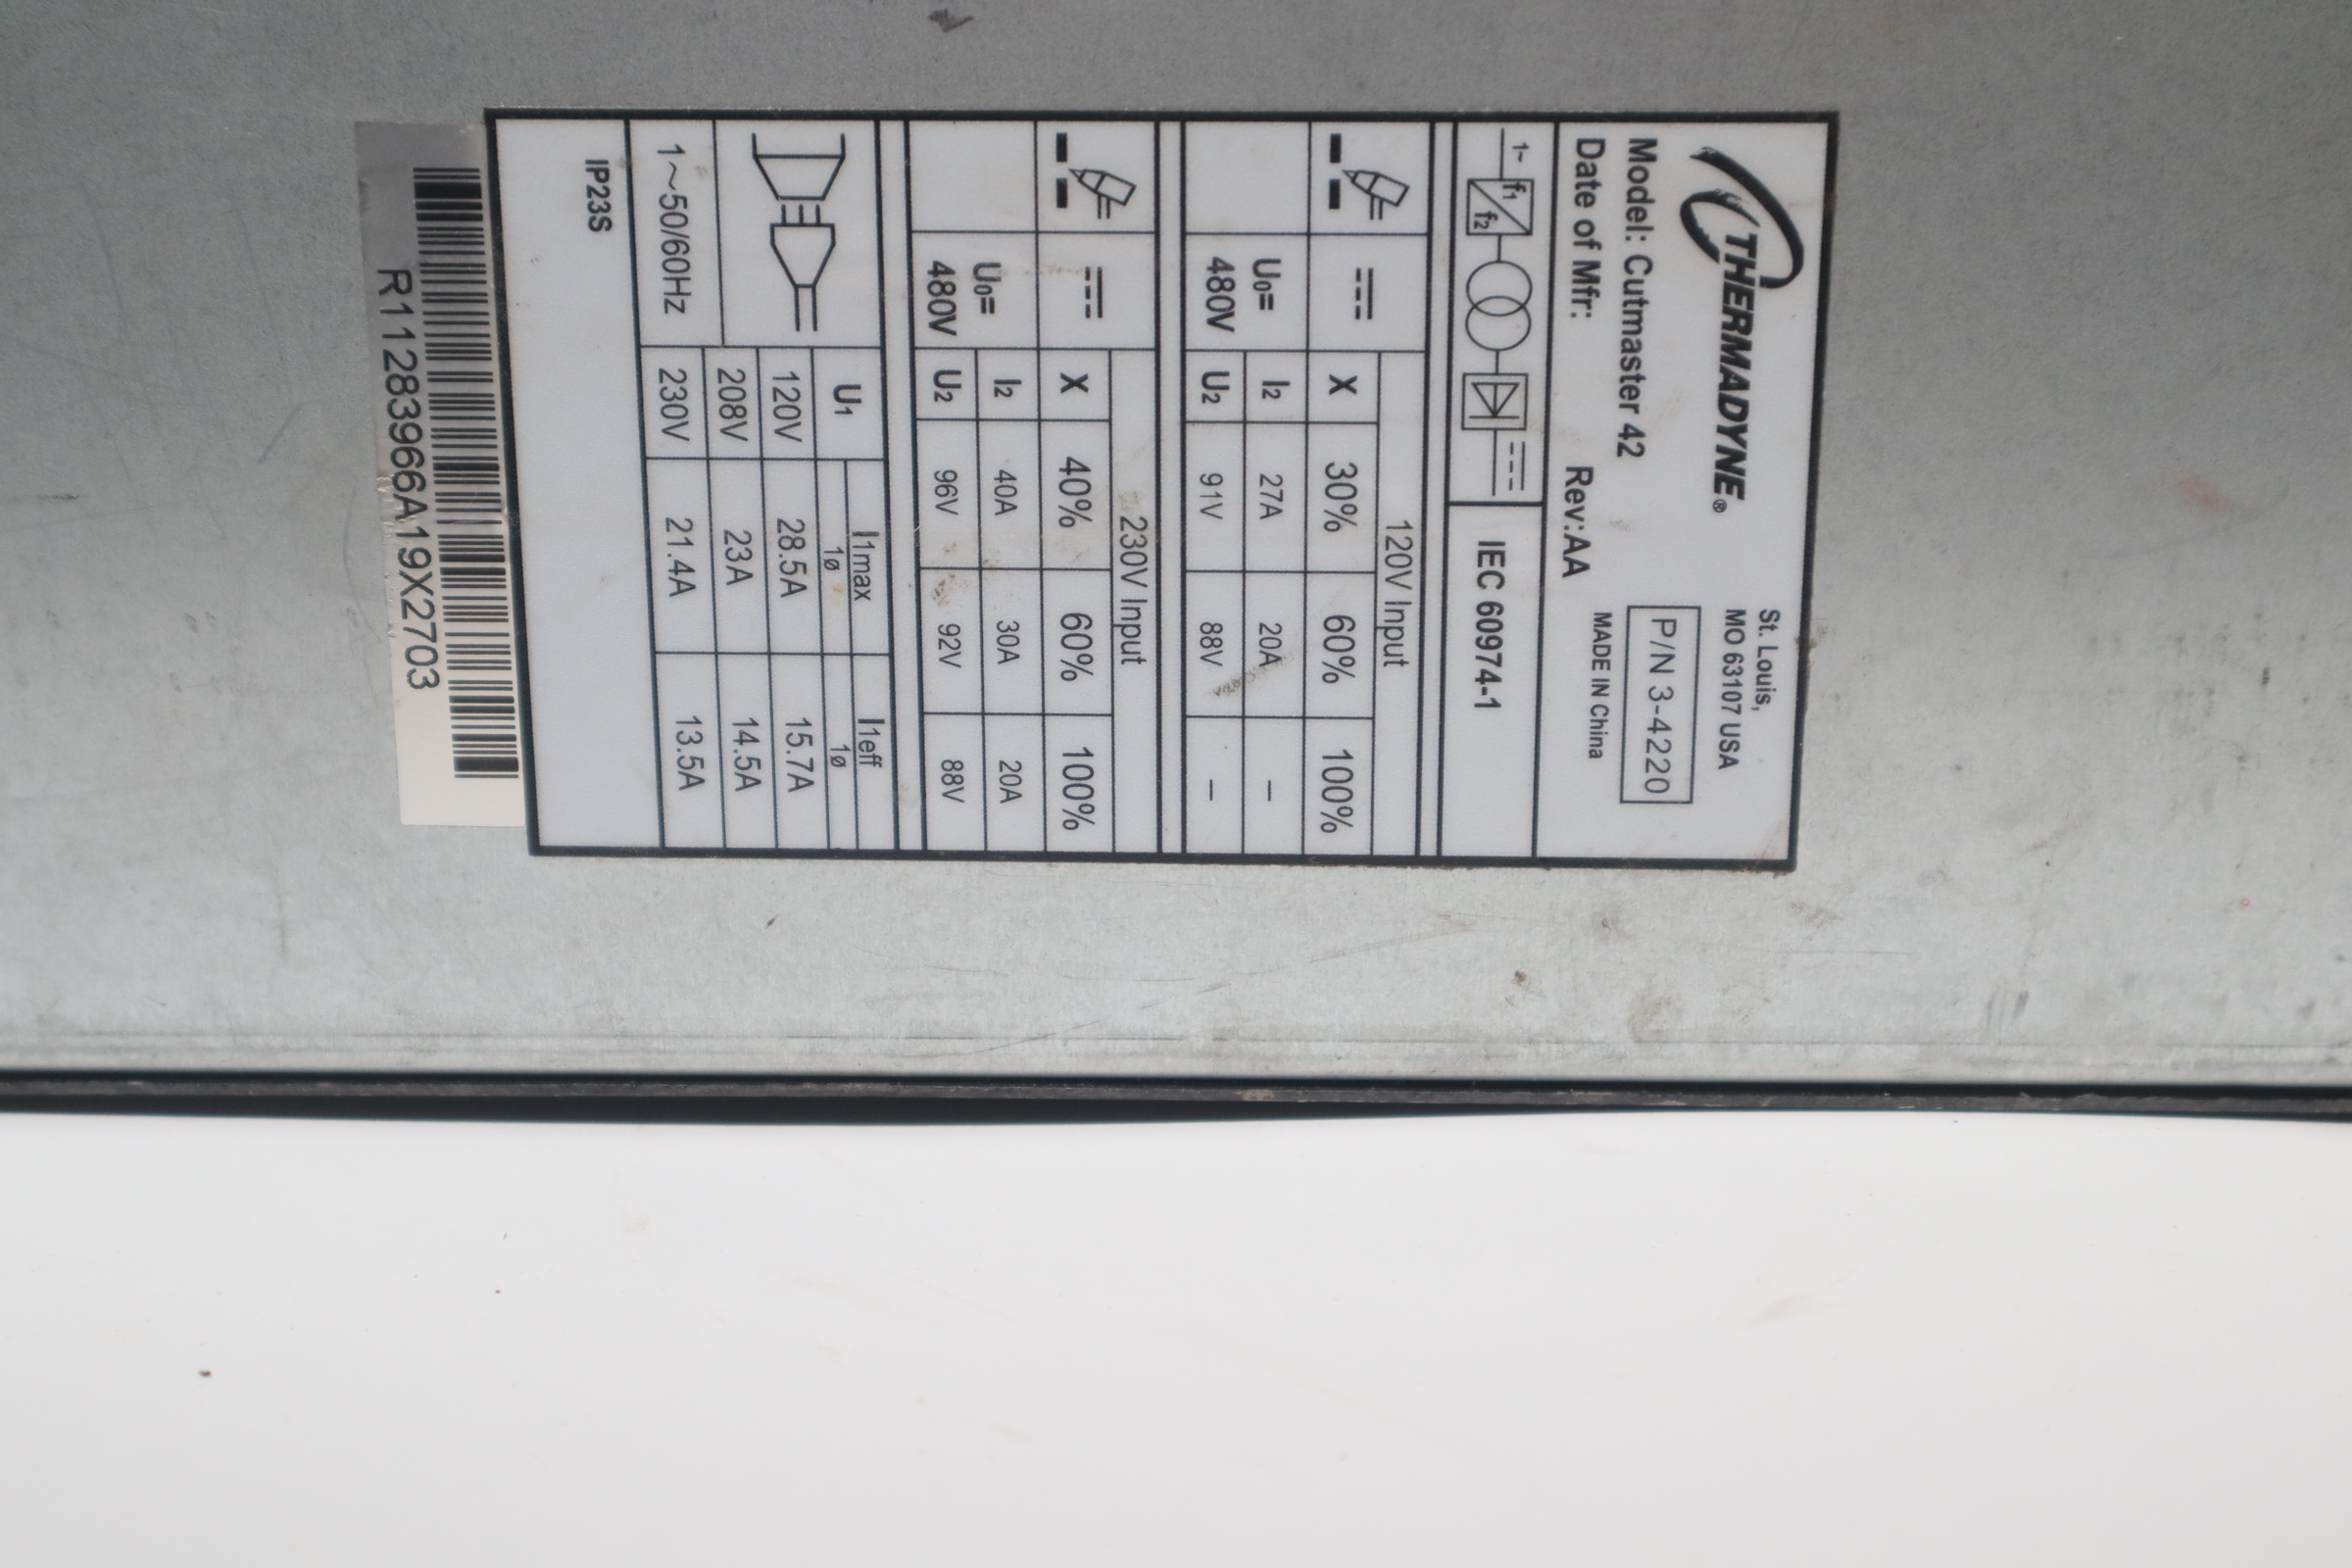 THERMADYNE®
St. Louis,
MO 63107 USA
Model: Cutmaster 42
P/N 3-4220
Date of Mfr:
Rev:AA
MADE IN China
1~ f1 f2
IEC 60974-1
120V Input
X 30% 60% 100%
U0= I2 27A 20A –
480V U2 91V 88V –
230V Input
X 40% 60% 100%
U0= I2 40A 30A 20A
480V U2 96V 92V 88V
U1 I1max I1eff
1ø 1ø
120V 28.5A 15.7A
208V 23A 14.5A
1~50/60Hz 230V 21.4A 13.5A
IP23S
R11283966A19X2703